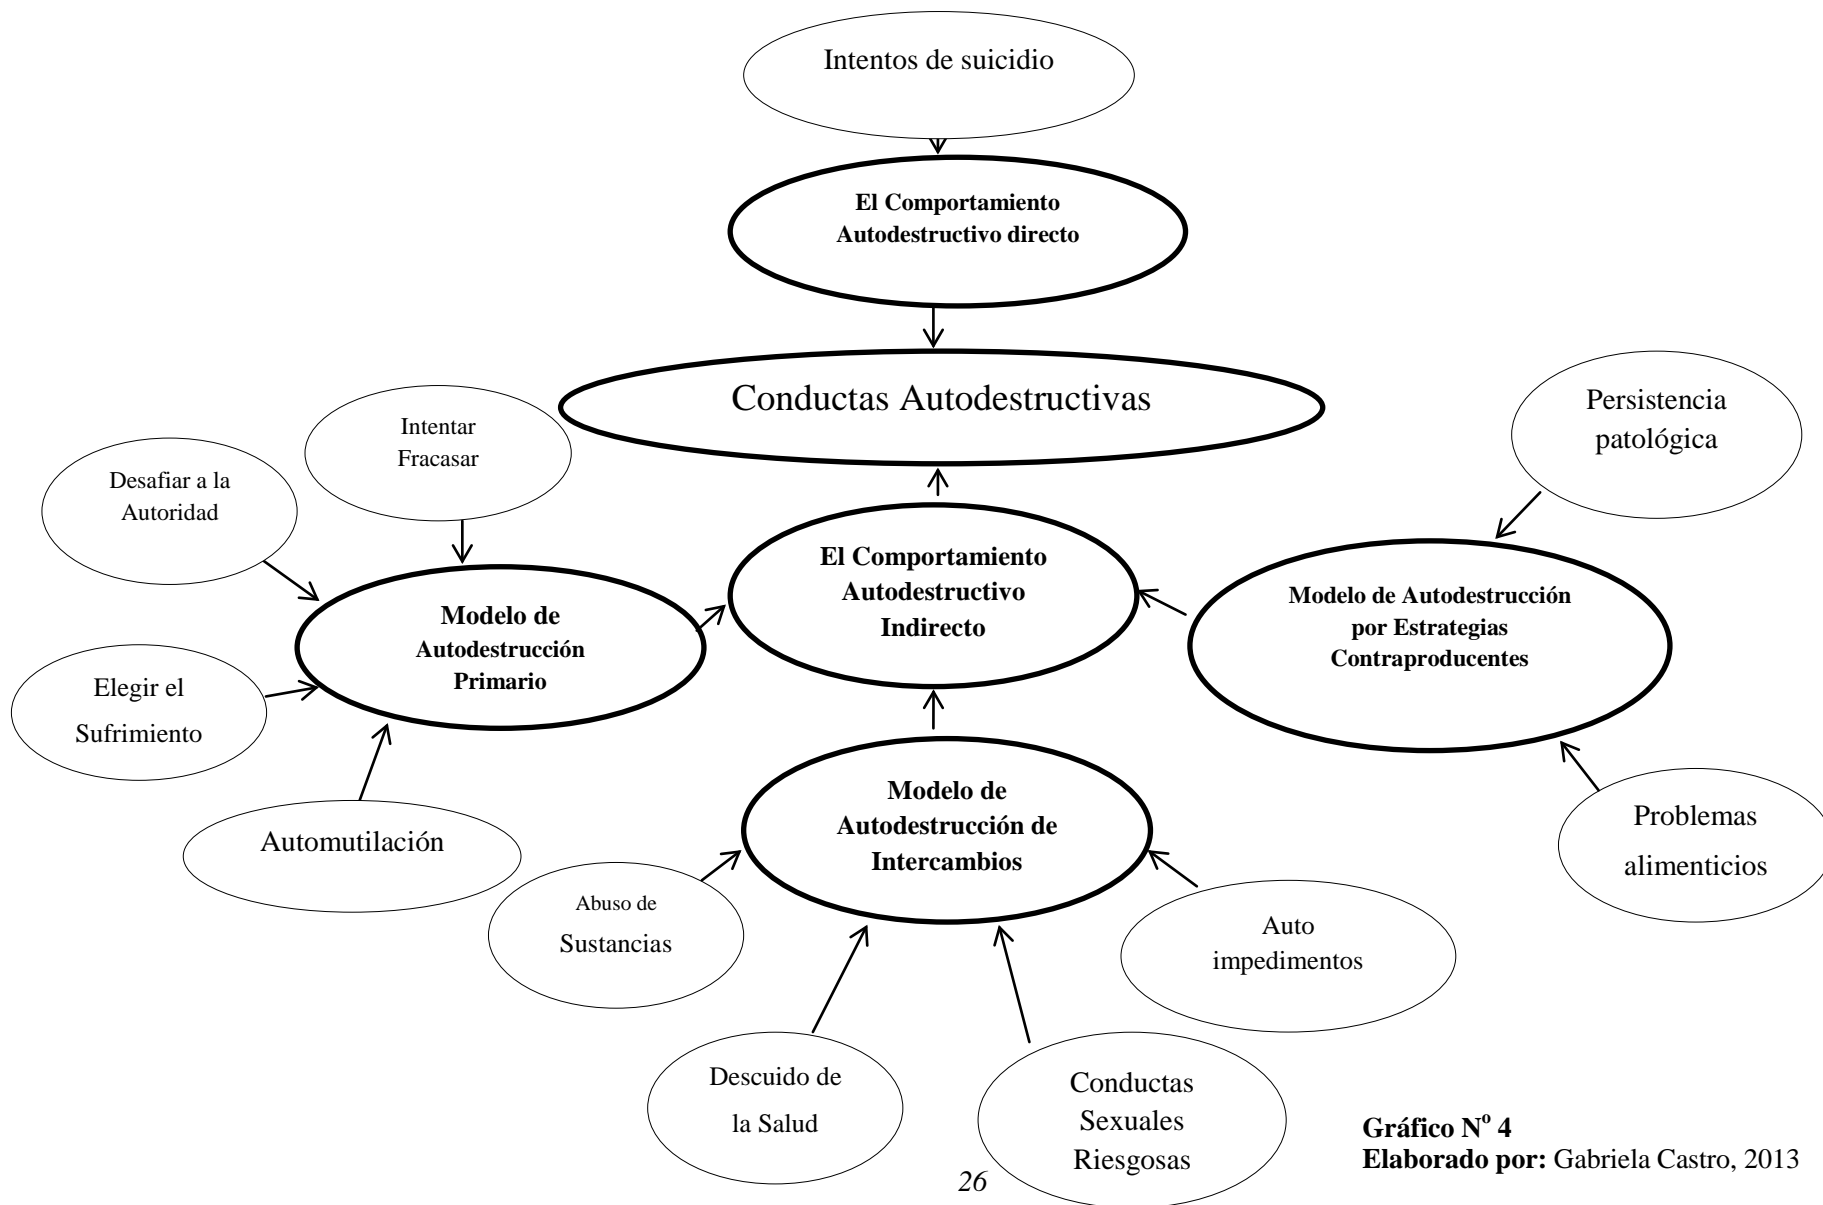 Intentos de suicidio
El Comportamiento
Autodestructivo directo
Conductas Autodestructivas
Intentar
Fracasar
Desafiar a la
Autoridad
Persistencia
patológica
El Comportamiento
Autodestructivo
Indirecto
Modelo de
Autodestrucción
Primario
Modelo de Autodestrucción
por Estrategias
Contraproducentes
Elegir el
Sufrimiento
Automutilación
Modelo de
Autodestrucción de
Intercambios
Problemas
alimenticios
Abuso de
Sustancias
Auto
impedimentos
Descuido de
la Salud
Conductas
Sexuales
Riesgosas
Gráfico Nº 4
Elaborado por: Gabriela Castro, 2013
26